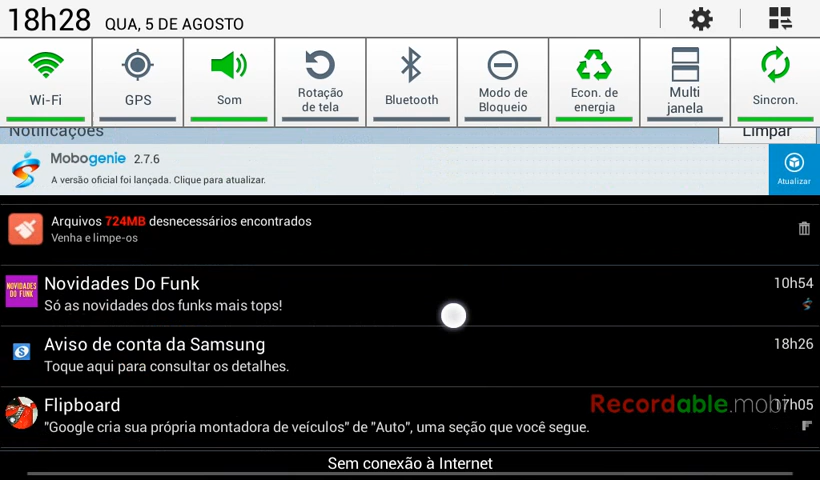 18h28 QUA, 5 DE AGOSTO
Wi-Fi
GPS
Som
Rotação
de tela
Bluetooth
Modo de
Bloqueio
Econ. de
energia
Multi
janela
Sincron.
Notificações
Limpar
Mobogenie 2.7.6
A versão oficial foi lançada. Clique para atualizar.
Atualizar
Arquivos 724MB desnecessários encontrados
Venha e limpe-os
NOVIDADES
DO FUNK
Novidades Do Funk
10h54
Só as novidades dos funks mais tops!
Aviso de conta da Samsung
18h26
Toque aqui para consultar os detalhes.
Flipboard
Recordable.mobi
17h05
"Google cria sua própria montadora de veículos" de "Auto", uma seção que você segue.
Sem conexão à Internet